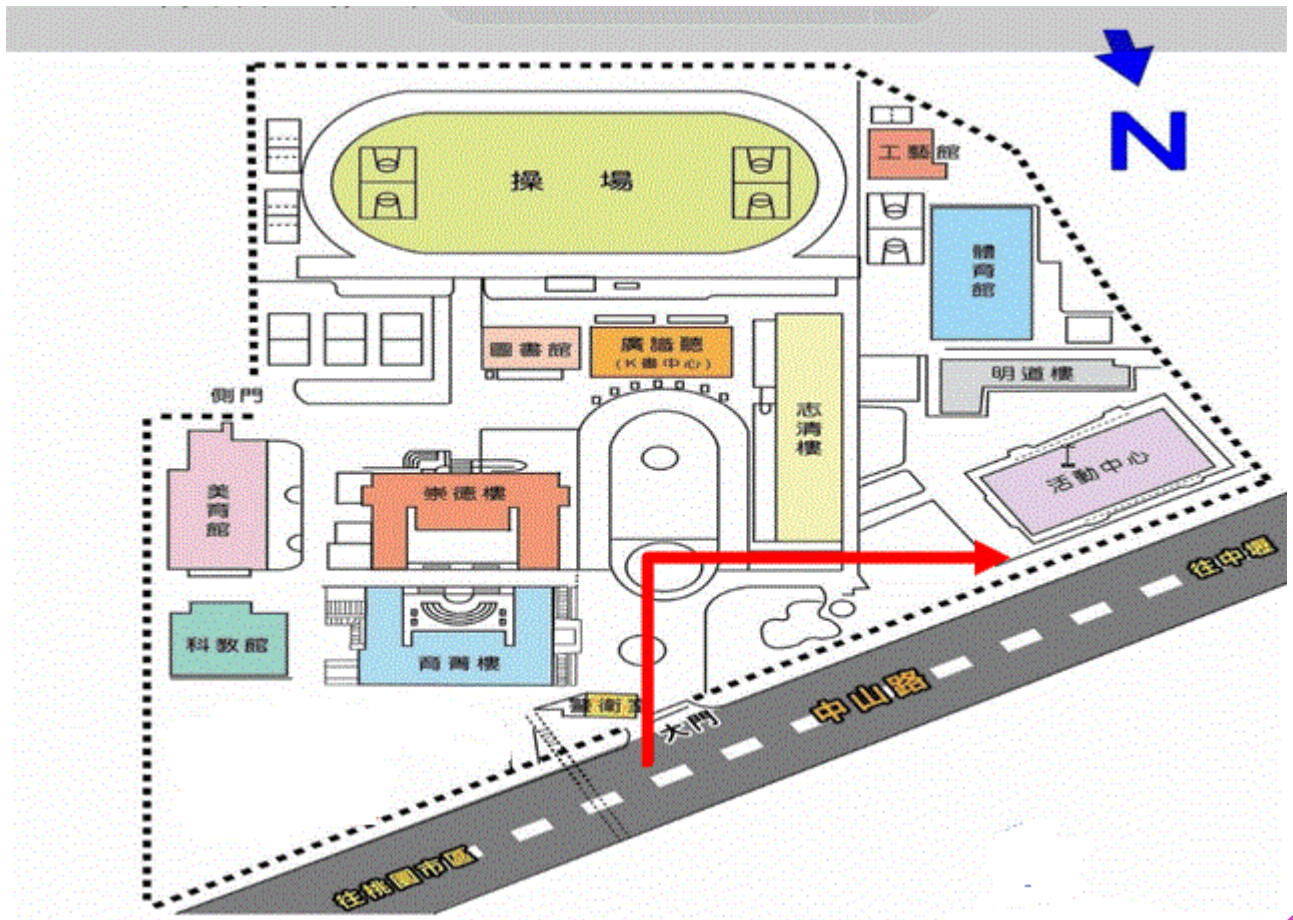 N
工藝館
操場
體育館
圖書館
廣論聽
(K書中心)
明道樓
側門
志清樓
活動中心
美育館
崇德樓
往中壢
科教館
育菁樓
中山路
警衛室
大門
往桃園市區